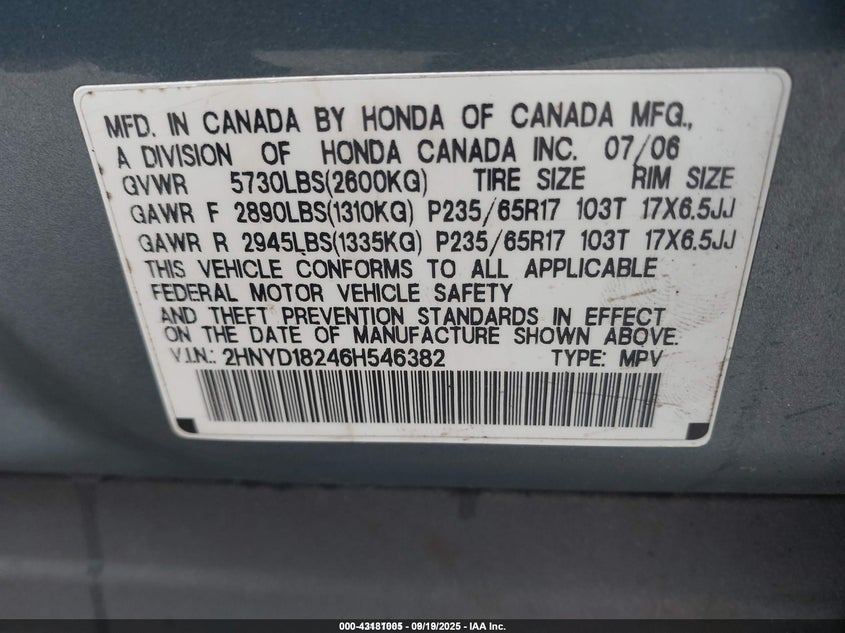 MFD. IN CANADA BY HONDA OF CANADA MFG.,
A DIVISION OF HONDA CANADA INC. 07/06
GVWR 5730LBS(2600KG) TIRE SIZE RIM SIZE
GAWR F 2890LBS(1310KG) P235/65R17 103T 17X6.5JJ
GAWR R 2945LBS(1335KG) P235/65R17 103T 17X6.5JJ
THIS VEHICLE CONFORMS TO ALL APPLICABLE
FEDERAL MOTOR VEHICLE SAFETY
AND THEFT PREVENTION STANDARDS IN EFFECT
ON THE DATE OF MANUFACTURE SHOWN ABOVE.
V.I.N.: 2HNYD18246H546382 TYPE: MPV
- 09/19/2025 - IAA Inc.